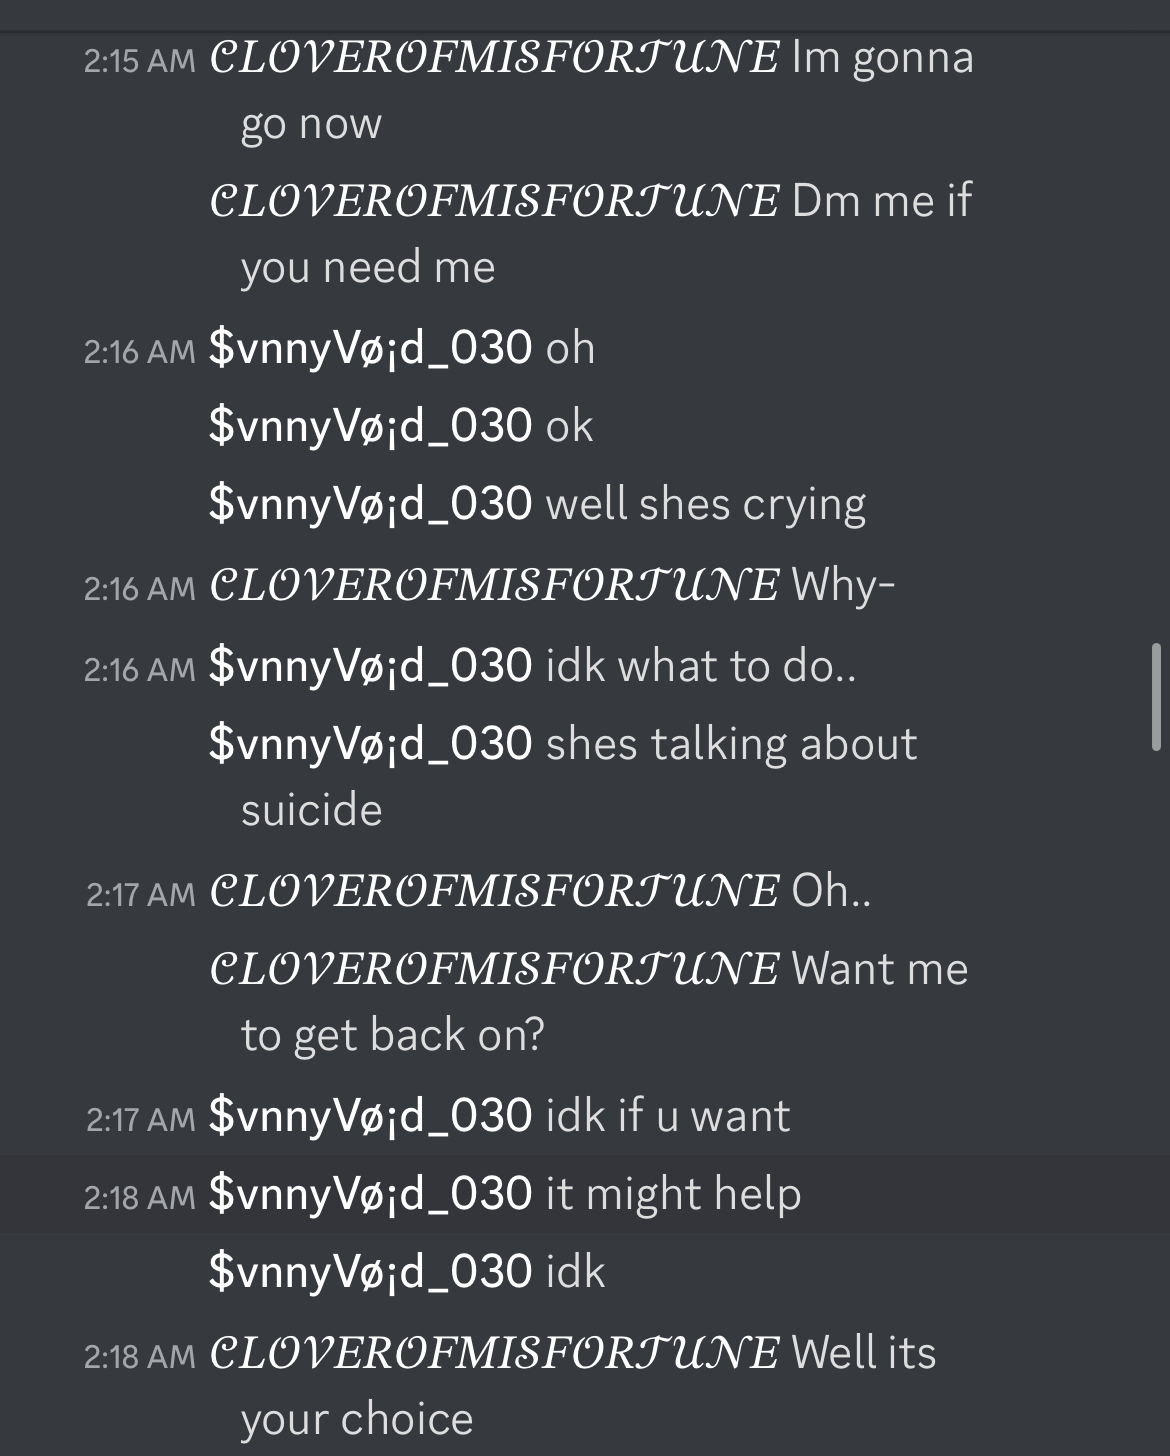 2:15 AM 𝓒𝓛𝓞𝓥𝓔𝓡𝓞𝓕𝓜𝓘𝓢𝓕𝓞𝓡𝓣𝓤𝓝𝓔 Im gonna
go now
𝓒𝓛𝓞𝓥𝓔𝓡𝓞𝓕𝓜𝓘𝓢𝓕𝓞𝓡𝓣𝓤𝓝𝓔 Dm me if
you need me
2:16 AM $vnnyVø¡d_030 oh
$vnnyVø¡d_030 ok
$vnnyVø¡d_030 well shes crying
2:16 AM 𝓒𝓛𝓞𝓥𝓔𝓡𝓞𝓕𝓜𝓘𝓢𝓕𝓞𝓡𝓣𝓤𝓝𝓔 Why-
2:16 AM $vnnyVø¡d_030 idk what to do..
$vnnyVø¡d_030 shes talking about
suicide
2:17 AM 𝓒𝓛𝓞𝓥𝓔𝓡𝓞𝓕𝓜𝓘𝓢𝓕𝓞𝓡𝓣𝓤𝓝𝓔 Oh..
𝓒𝓛𝓞𝓥𝓔𝓡𝓞𝓕𝓜𝓘𝓢𝓕𝓞𝓡𝓣𝓤𝓝𝓔 Want me
to get back on?
2:17 AM $vnnyVø¡d_030 idk if u want
2:18 AM $vnnyVø¡d_030 it might help
$vnnyVø¡d_030 idk
2:18 AM 𝓒𝓛𝓞𝓥𝓔𝓡𝓞𝓕𝓜𝓘𝓢𝓕𝓞𝓡𝓣𝓤𝓝𝓔 Well its
your choice